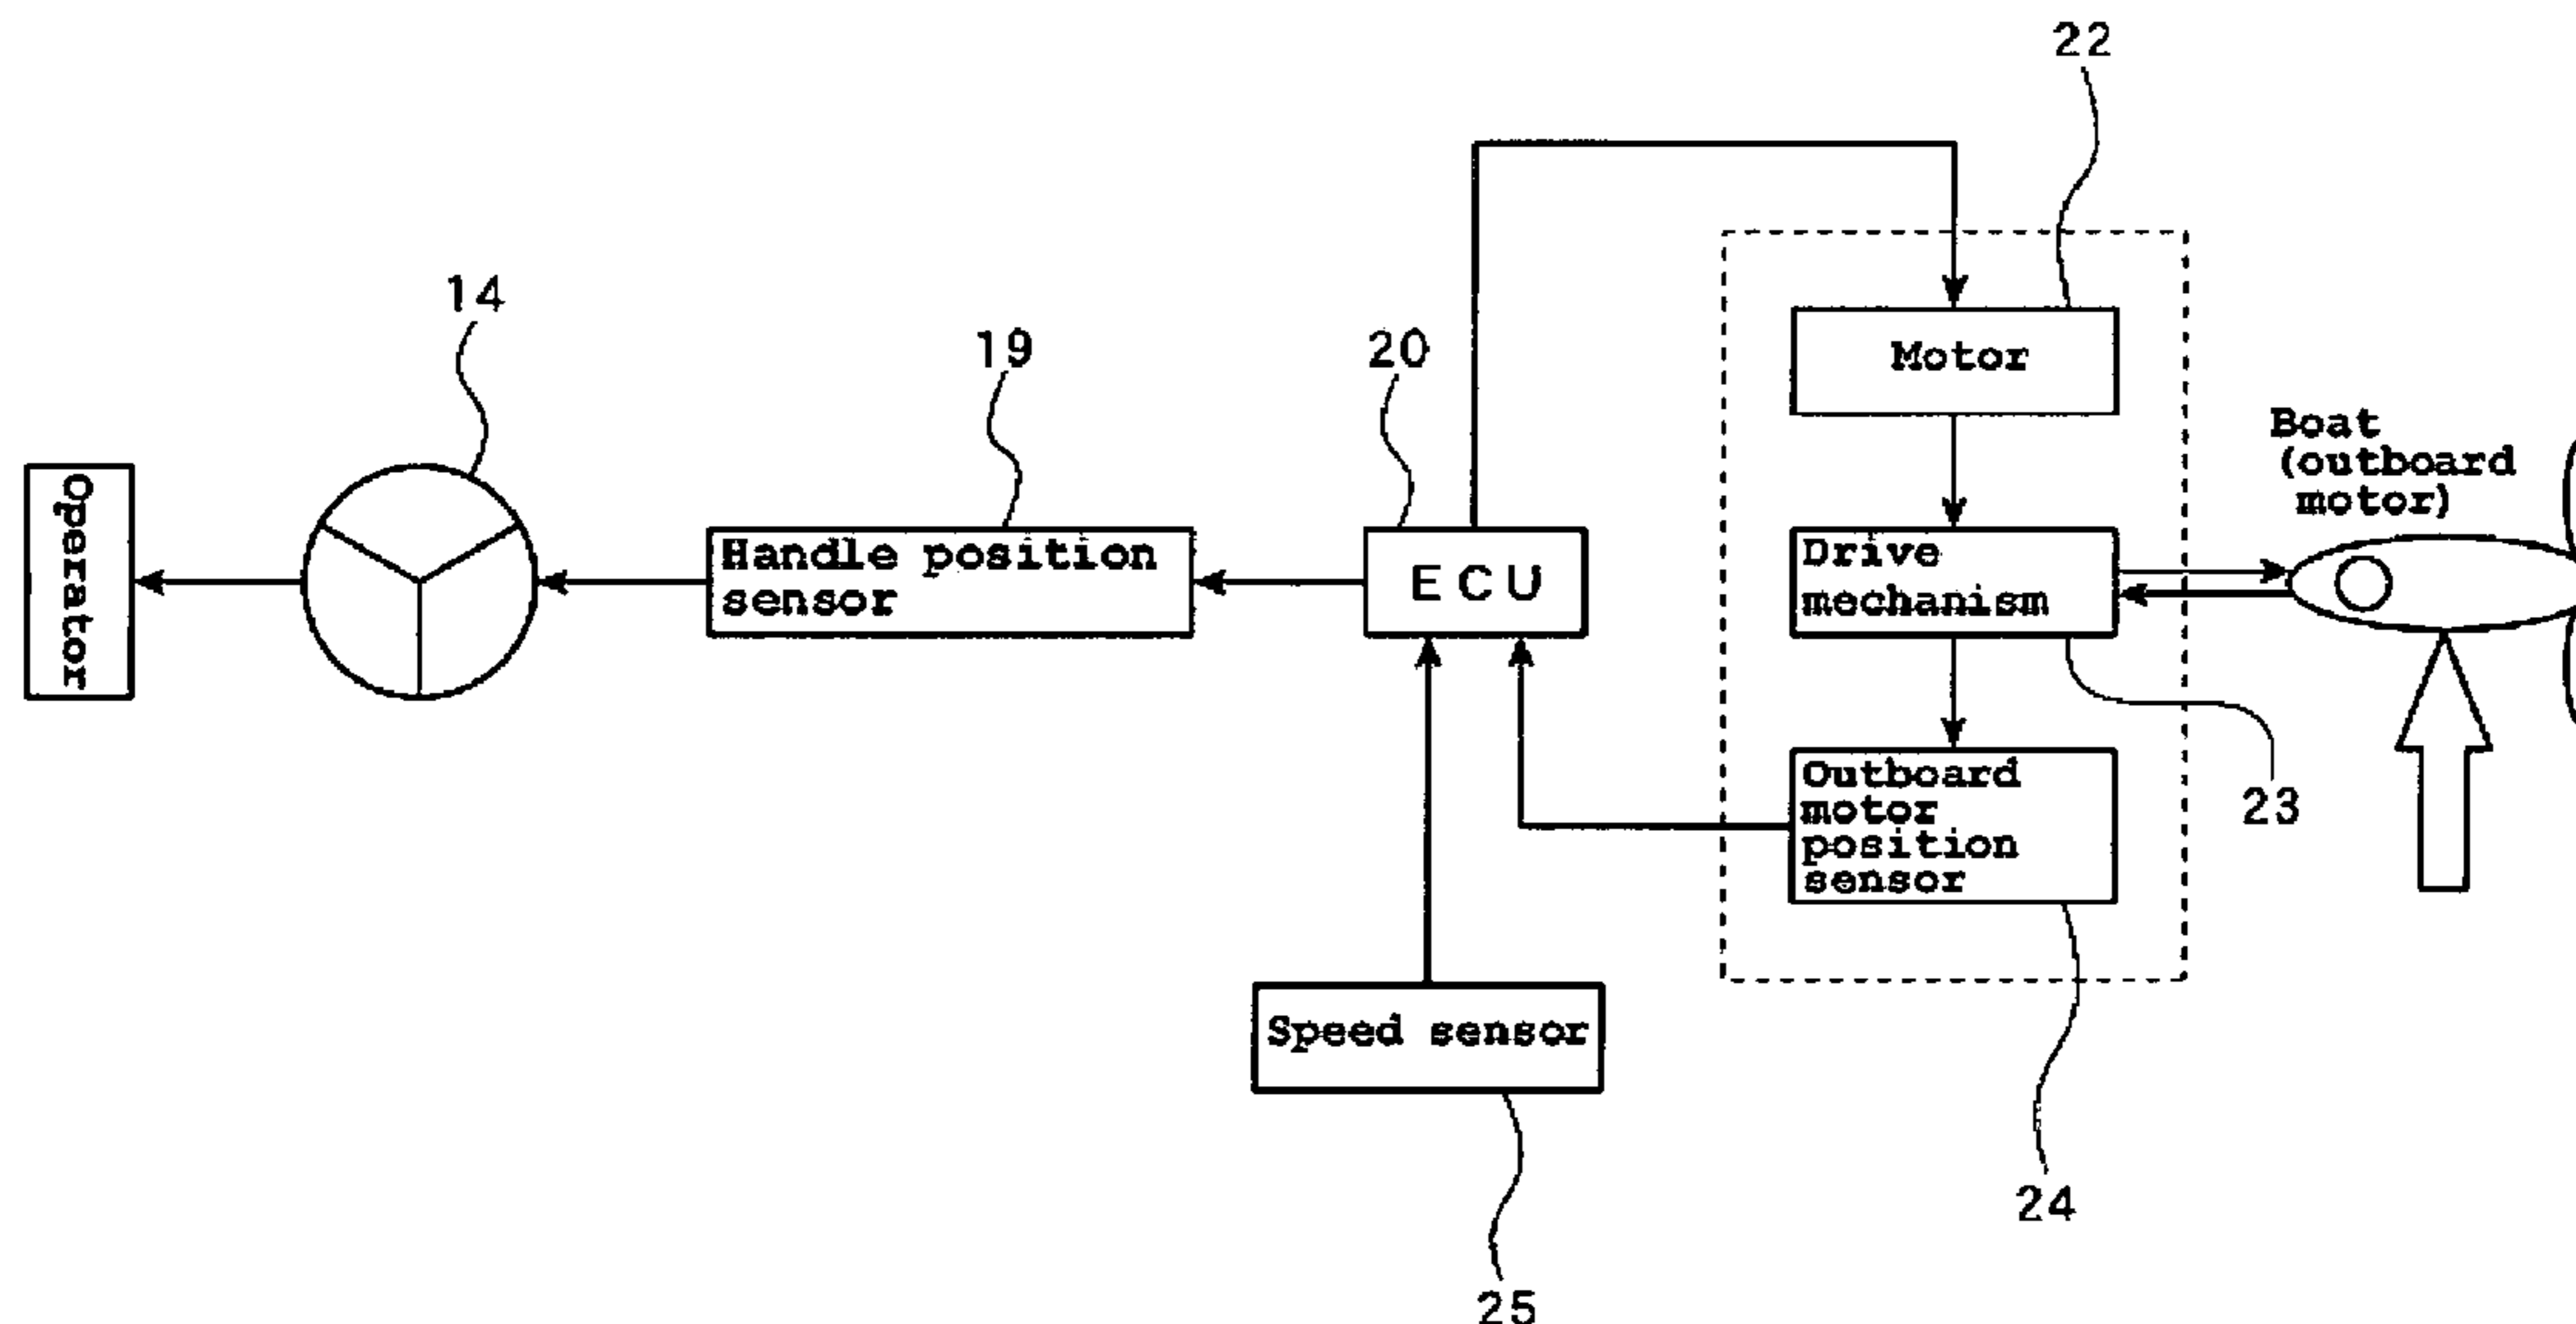 22
14
19
20
Motor
Boat
(outboard
motor)
Operator
Handle position
sensor
ECU
Drive
mechanism
Outboard
motor
position
sensor
23
Speed sensor
24
25